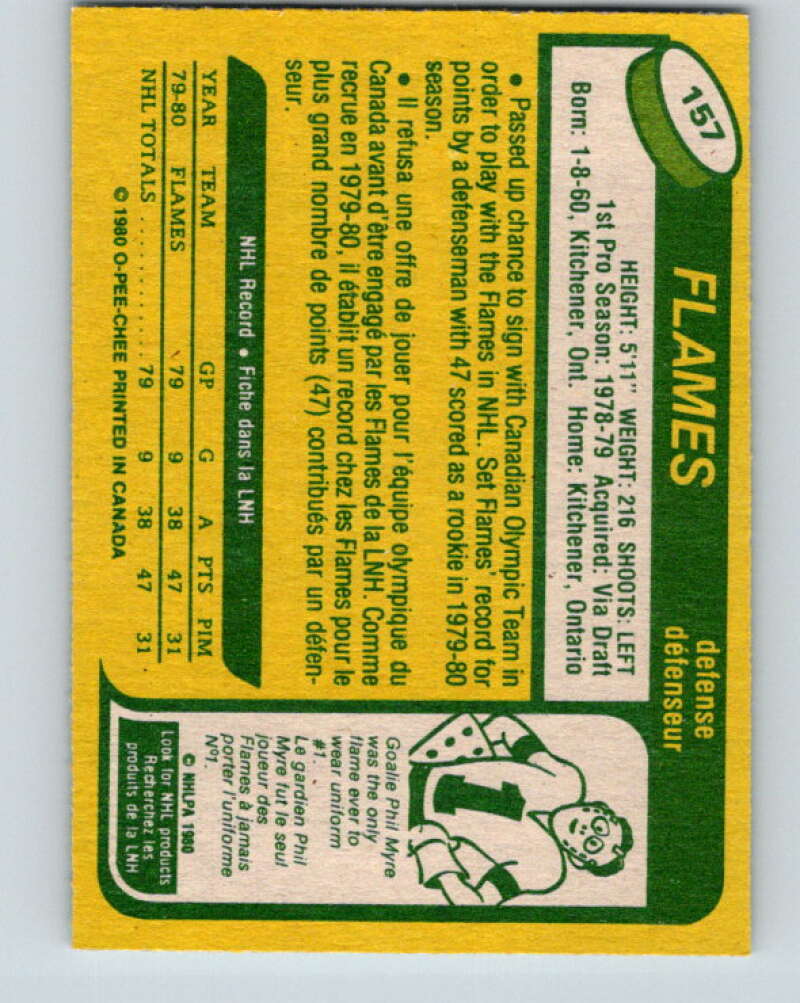 157
FLAMES
defense
défenseur
HEIGHT: 5'11" WEIGHT: 216 SHOOTS: LEFT
1st Pro Season: 1978-79 Acquired: Via Draft
Born: 1-8-60, Kitchener, Ont. Home: Kitchener, Ontario
• Passed up chance to sign with Canadian Olympic Team in
order to play with the Flames in NHL. Set Flames' record for
points by a defenseman with 47 scored as a rookie in 1979-80
season.
• Il refusa une offre de jouer pour l'équipe olympique du
Canada avant d'être engagé par les Flames de la LNH. Comme
recrue en 1979-80, il établit un record chez les Flames pour le
plus grand nombre de points (47) contribués par un défen-
seur.
NHL Record • Fiche dans la LNH
YEAR TEAM GP G A PTS PIM
79-80 FLAMES 79 9 38 47 31
NHL TOTALS .......... 79 9 38 47 31
© 1980 O-PEE-CHEE PRINTED IN CANADA
1
Goalie Phil Myre
was the only
flame ever to
wear uniform
#1.
Le gardien Phil
Myre fut le seul
joueur des
Flames à jamais
porter l'uniforme
Nº1.
© NHLPA 1980
Look for NHL products
Recherchez les
produits de la LNH